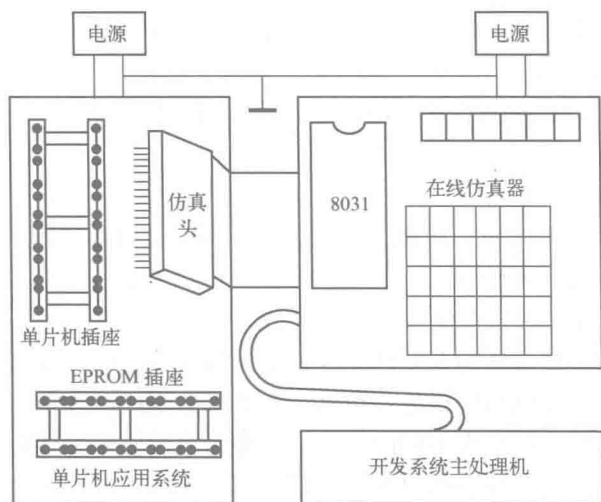 电源
电源
仿真
头
8031
在线仿真器
单片机插座
EPROM 插座
单片机应用系统
开发系统主处理机